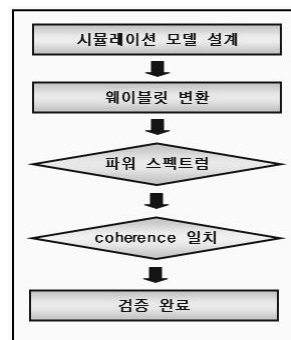 시뮬레이션 모델 설계
웨이블릿 변환
파워 스펙트럼
coherence 일치
검증 완료